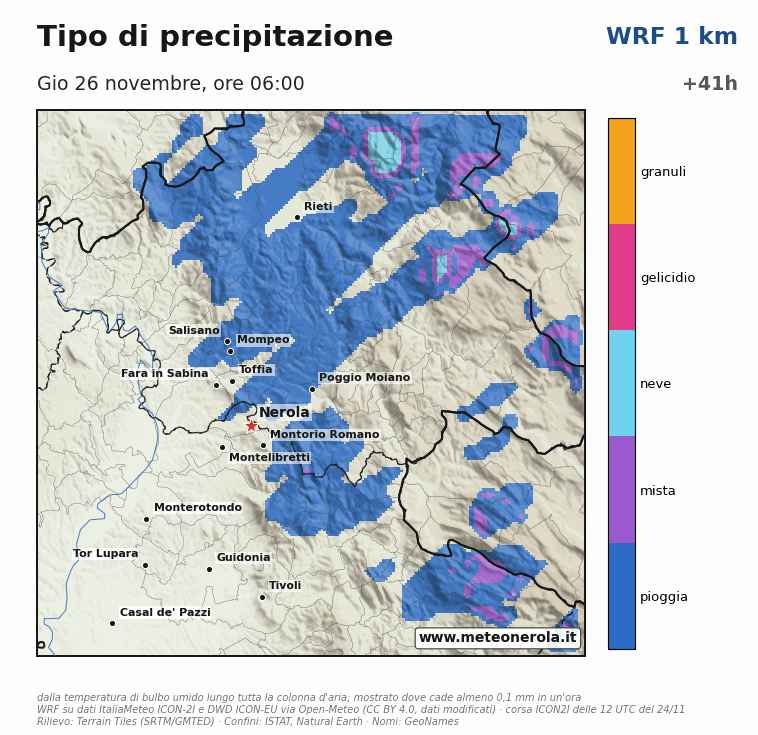 Tipo di precipitazione
WRF 1 km
Gio 26 novembre, ore 06:00
+41h
granuli
gelicidio
neve
mista
pioggia
Rieti
Salisano
Mompeo
Fara in Sabina
Toffia
Poggio Moiano
Nerola
Montorio Romano
Montelibretti
Monterotondo
Tor Lupara
Guidonia
Tivoli
Casal de' Pazzi
www.meteonerola.it
dalla temperatura di bulbo umido lungo tutta la colonna d'aria; mostrato dove cade almeno 0,1 mm in un'ora
WRF su dati ItaliaMeteo ICON-2I e DWD ICON-EU via Open-Meteo (CC BY 4.0, dati modificati) · corsa ICON2I delle 12 UTC del 24/11
Rilievo: Terrain Tiles (SRTM/GMTED) · Confini: ISTAT, Natural Earth · Nomi: GeoNames